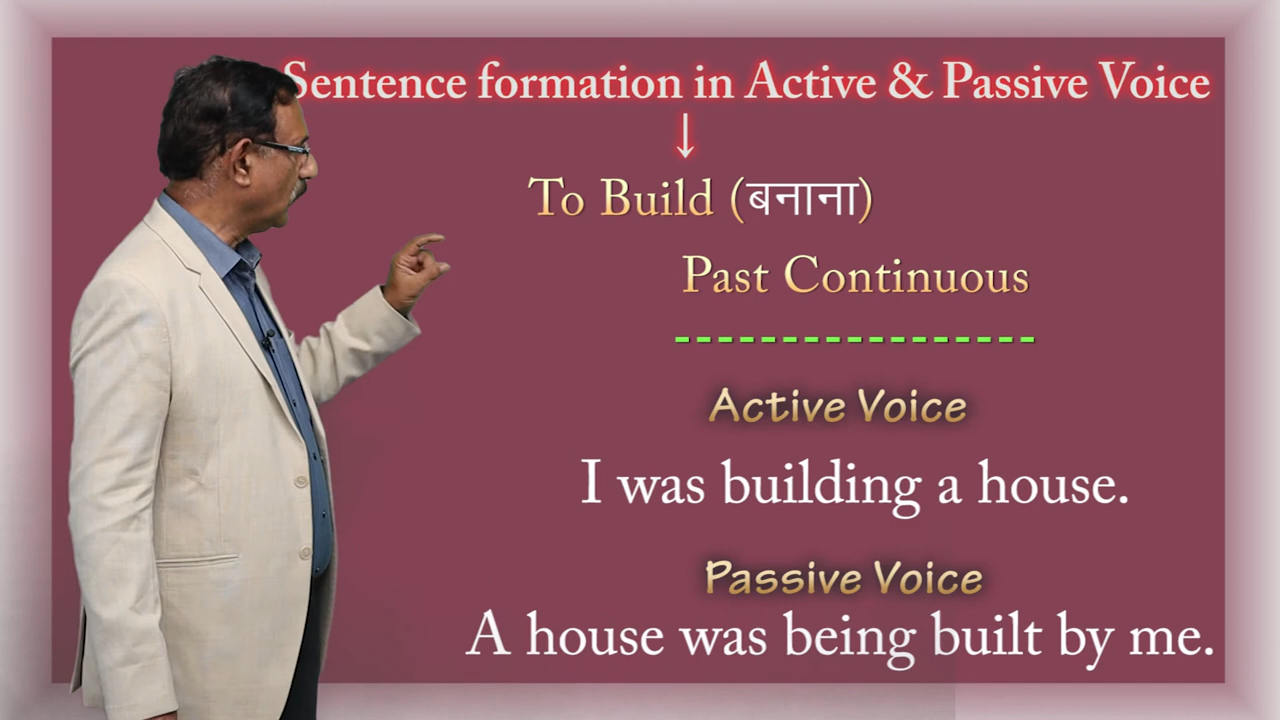 Sentence formation in Active & Passive Voice
To Build (बनाना)
Past Continuous
Active Voice
I was building a house.
Passive Voice
A house was being built by me.